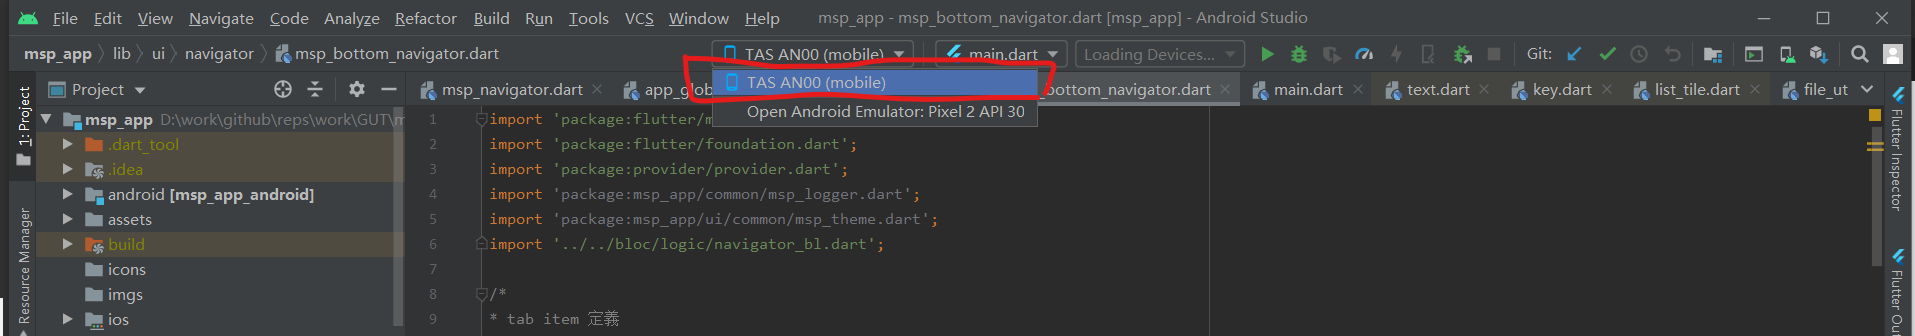 File Edit View Navigate Code Analyze Refactor Build Run Tools VCS Window Help msp_app - msp_bottom_navigator.dart [msp_app] - Android Studio
msp_app lib ui navigator msp_bottom_navigator.dart TAS AN00 (mobile) main.dart Loading Devices... Git:
Project msp_navigator.dart app_glob TAS AN00 (mobile) _bottom_navigator.dart main.dart text.dart key.dart list_tile.dart file_ut
Open Android Emulator: Pixel 2 API 30
1: Project
Resource Manager
msp_app D:\work\github\reps\work\GUT\m
.dart_tool
.idea
android [msp_app_android]
assets
build
icons
imgs
ios
1 import 'package:flutter/m
2 import 'package:flutter/foundation.dart';
3 import 'package:provider/provider.dart';
4 import 'package:msp_app/common/msp_logger.dart';
5 import 'package:msp_app/ui/common/msp_theme.dart';
6 import '../../bloc/logic/navigator_bl.dart';
7
8 /*
9 * tab item 定義
Flutter Inspector
Flutter Out